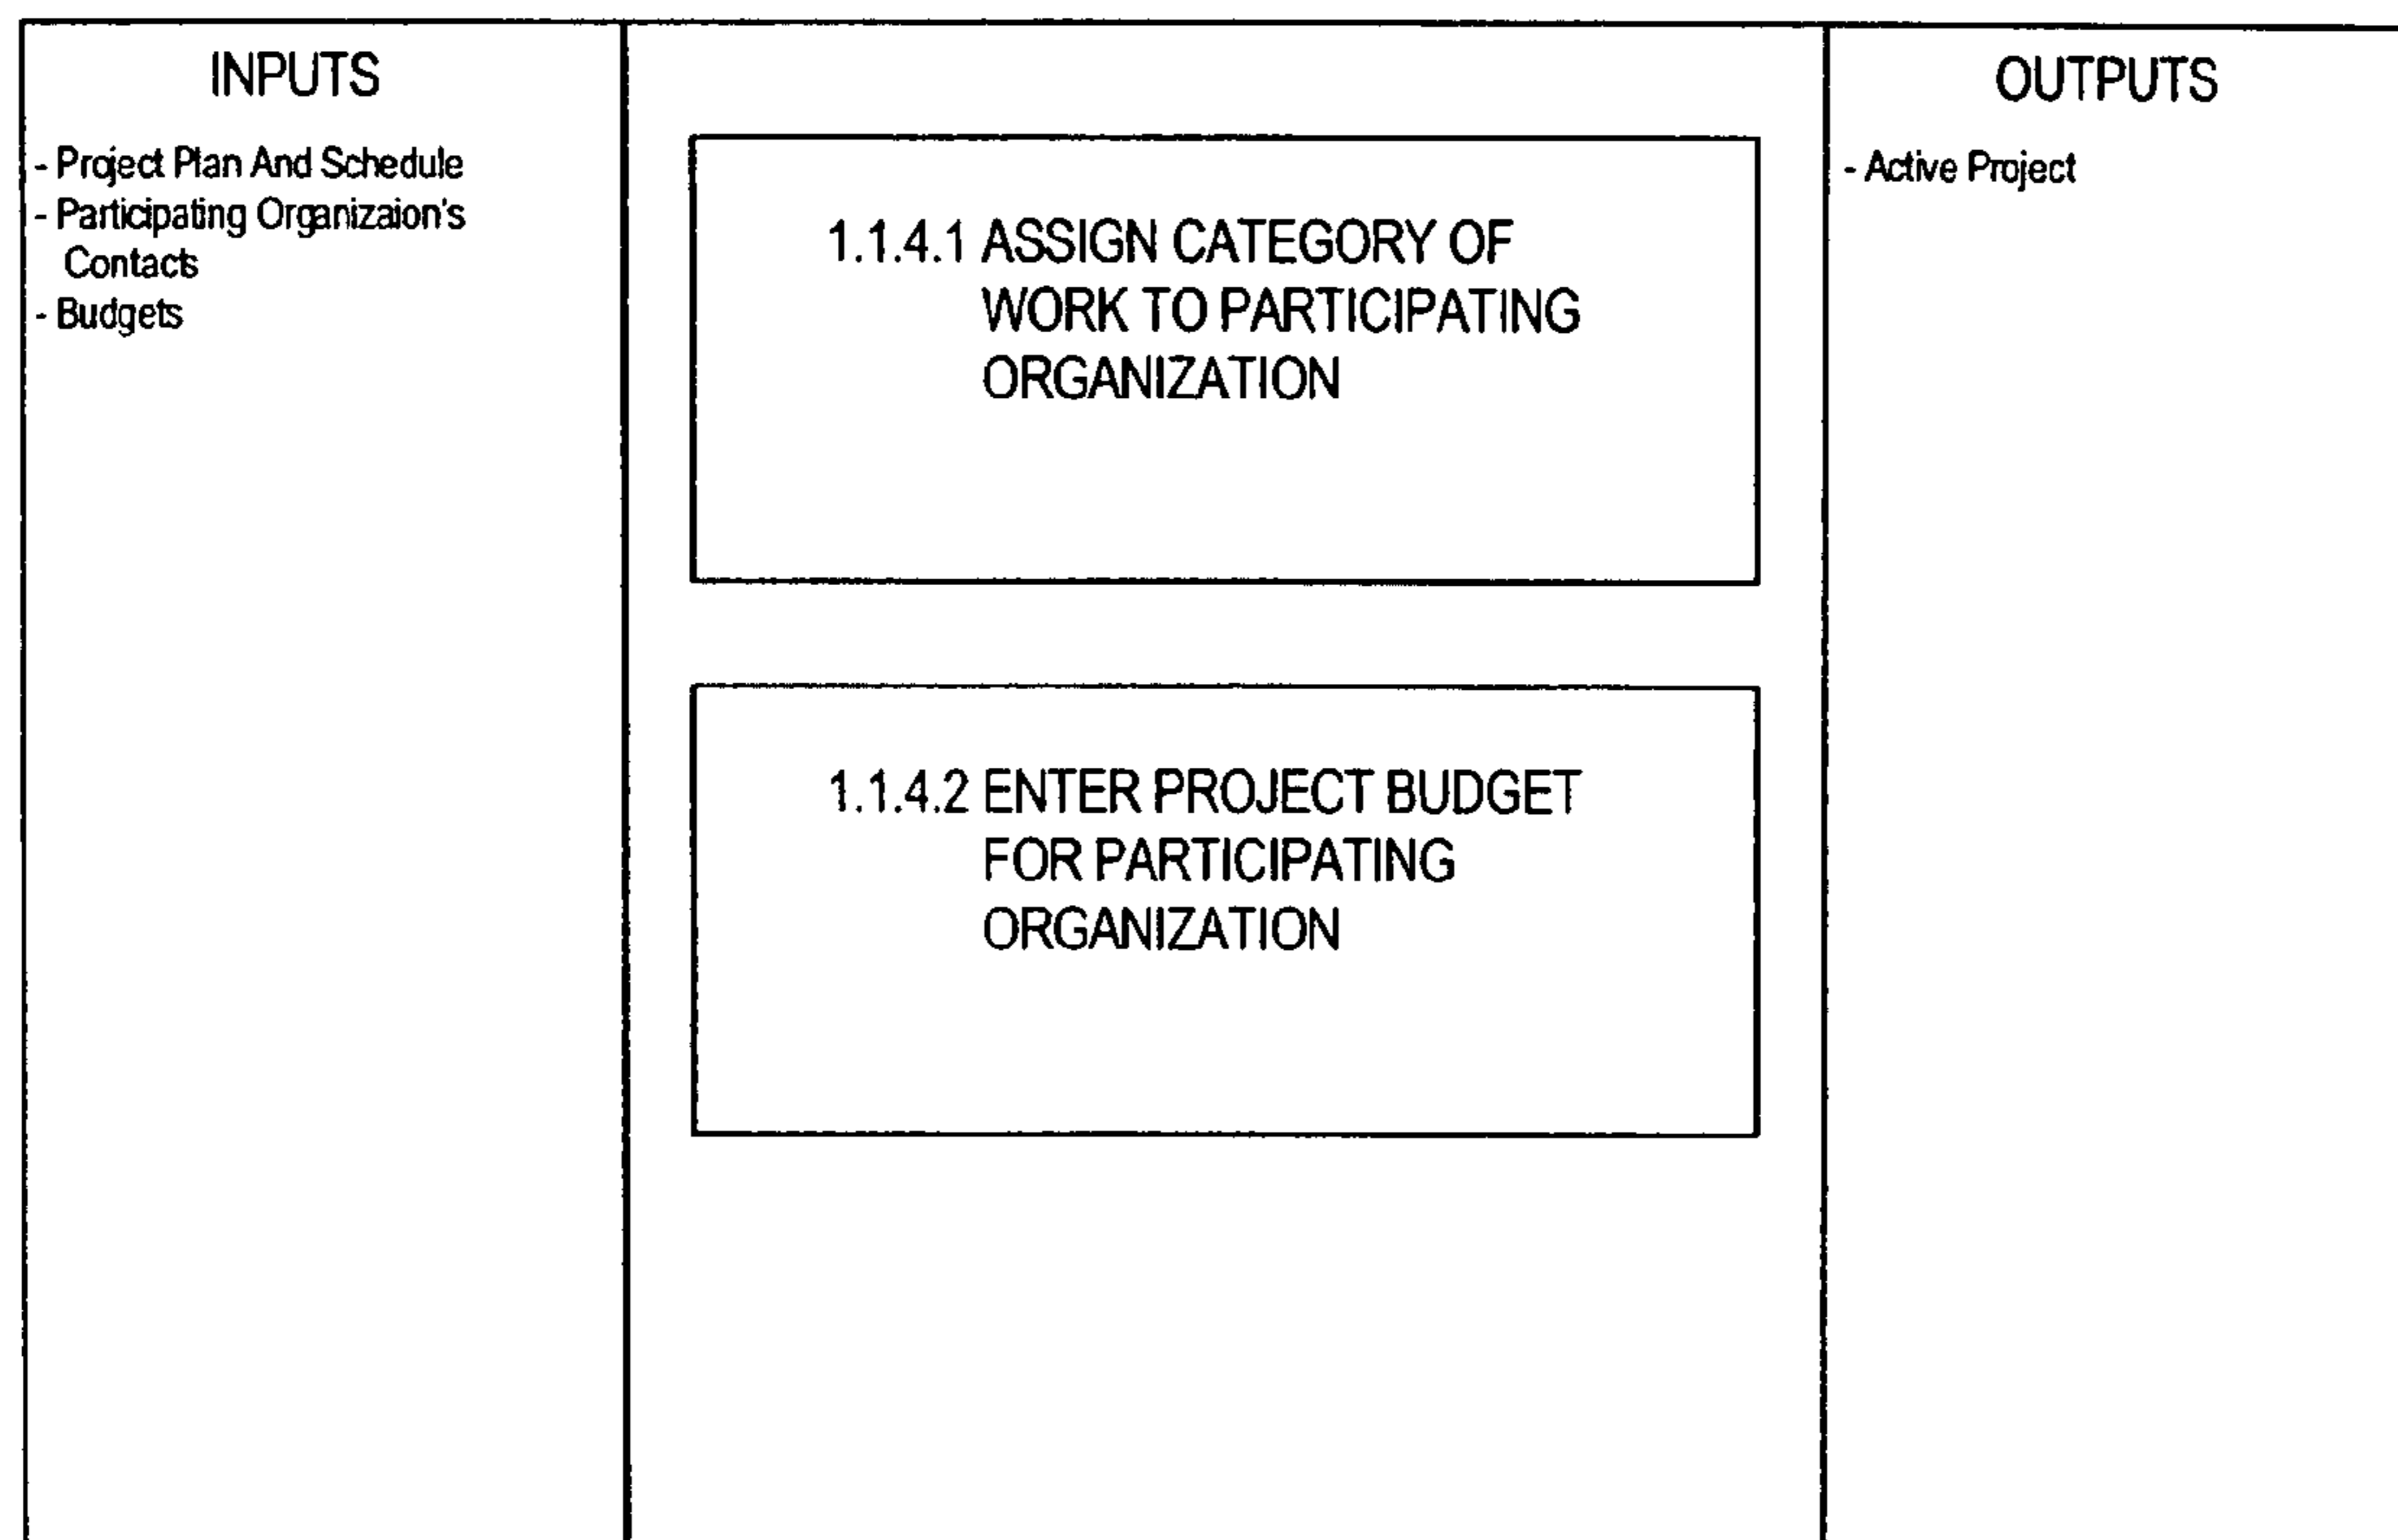 INPUTS
- Project Plan And Schedule
- Participating Organizaion's
Contacts
- Budgets
1.1.4.1 ASSIGN CATEGORY OF
WORK TO PARTICIPATING
ORGANIZATION
1.1.4.2 ENTER PROJECT BUDGET
FOR PARTICIPATING
ORGANIZATION
OUTPUTS
- Active Project